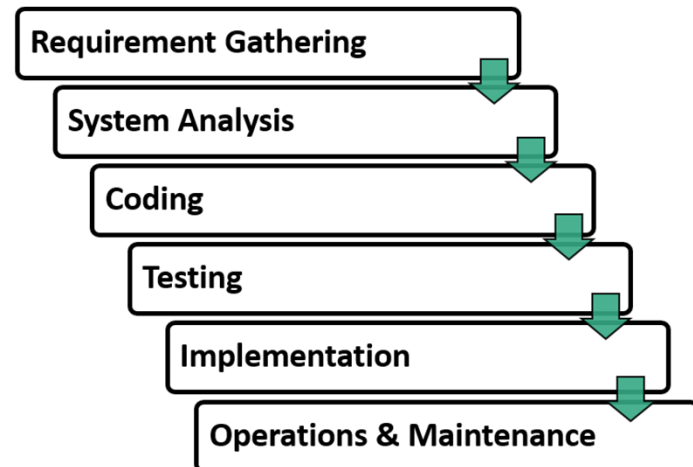 Requirement Gathering
System Analysis
Coding
Testing
Implementation
Operations & Maintenance